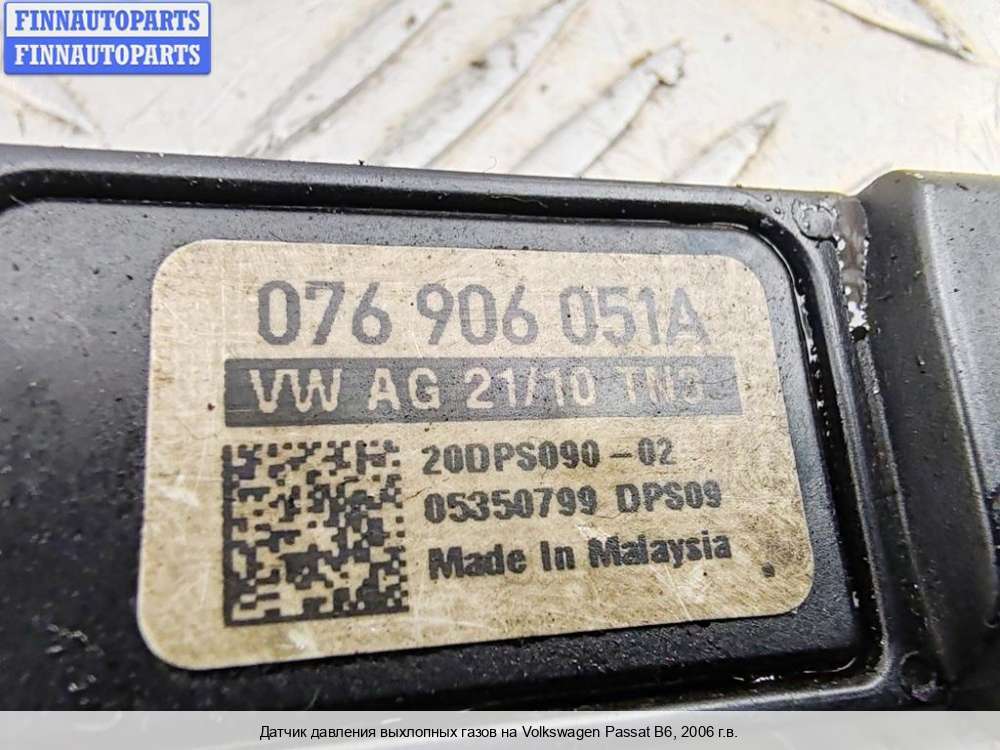 FINNAUTOPARTS
FINNAUTOPARTS
076 906 051A
VW AG 21/10 TN3
20DPS090-02
05350799 DPS09
Made In Malaysia
Датчик давления выхлопных газов на Volkswagen Passat B6, 2006 г.в.